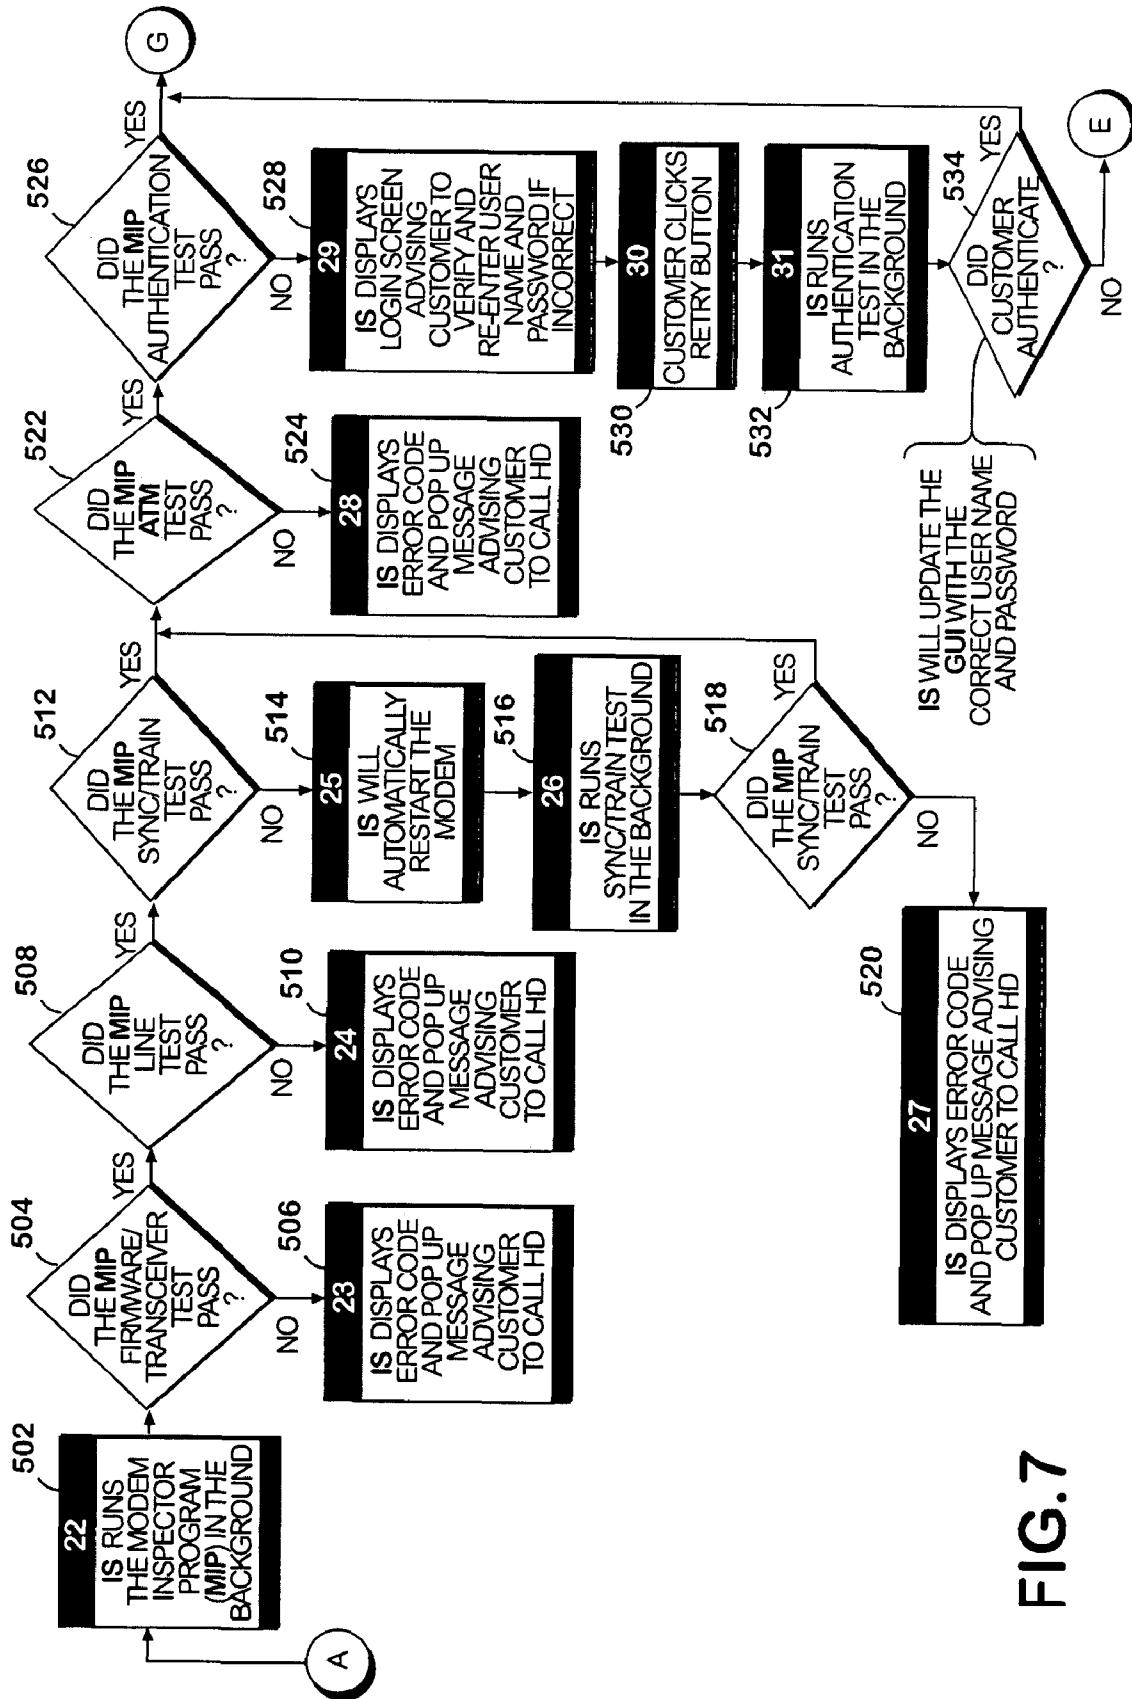 A
502
22
IS RUNS
THE MODEM
INSPECTOR
PROGRAM
(MIP) IN THE
BACKGROUND
504
DID
THE MIP
FIRMWARE/
TRANSCEIVER
TEST
PASS
?
YES
NO
506
23
IS DISPLAYS
ERROR CODE
AND POP UP
MESSAGE
ADVISING
CUSTOMER
TO CALL HD
508
DID
THE MIP
LINE
TEST
PASS
?
YES
NO
510
24
IS DISPLAYS
ERROR CODE
AND POP UP
MESSAGE
ADVISING
CUSTOMER
TO CALL HD
512
DID
THE MIP
SYNC/TRAIN
TEST
PASS
?
YES
NO
514
25
IS WILL
AUTOMATICALLY
RESTART THE
MODEM
516
26
IS RUNS
SYNC/TRAIN TEST
IN THE BACKGROUND
518
DID
THE MIP
SYNC/TRAIN
TEST
PASS
?
YES
NO
520
27
IS DISPLAYS ERROR CODE
AND POP UP MESSAGE ADVISING
CUSTOMER TO CALL HD
522
DID
THE MIP
ATM
TEST
PASS
?
YES
NO
524
28
IS DISPLAYS
ERROR CODE
AND POP UP
MESSAGE
ADVISING
CUSTOMER
TO CALL HD
526
DID
THE MIP
AUTHENTICATION
TEST
PASS
?
YES
G
NO
528
29
IS DISPLAYS
LOGIN SCREEN
ADVISING
CUSTOMER TO
VERIFY AND
RE-ENTER USER
NAME AND
PASSWORD IF
INCORRECT
530
30
CUSTOMER CLICKS
RETRY BUTTON
532
31
IS RUNS
AUTHENTICATION
TEST IN THE
BACKGROUND
534
DID
CUSTOMER
AUTHENTICATE
?
YES
NO
E
IS WILL UPDATE THE
GUI WITH THE
CORRECT USER NAME
AND PASSWORD
FIG.7